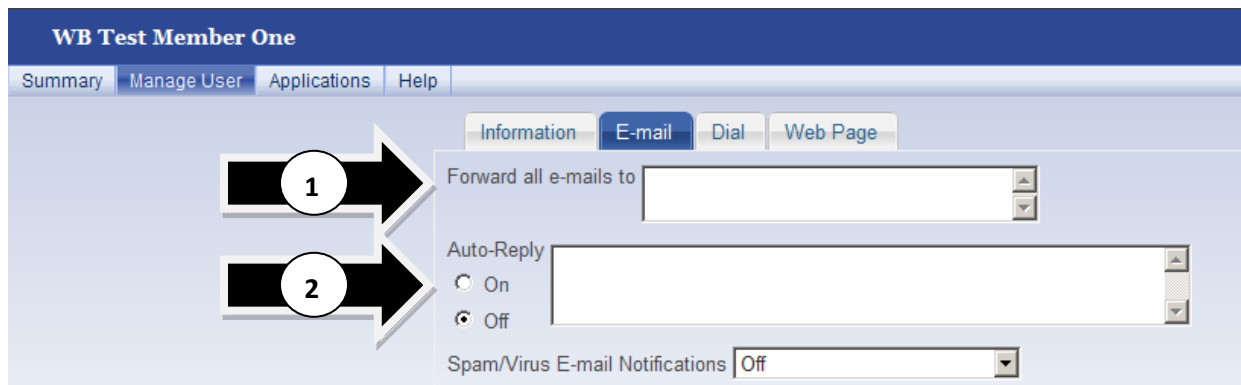 WB Test Member One
Summary Manage User Applications Help
Information E-mail Dial Web Page
1
Forward all e-mails to
Auto-Reply
2
On
Off
Spam/Virus E-mail Notifications Off